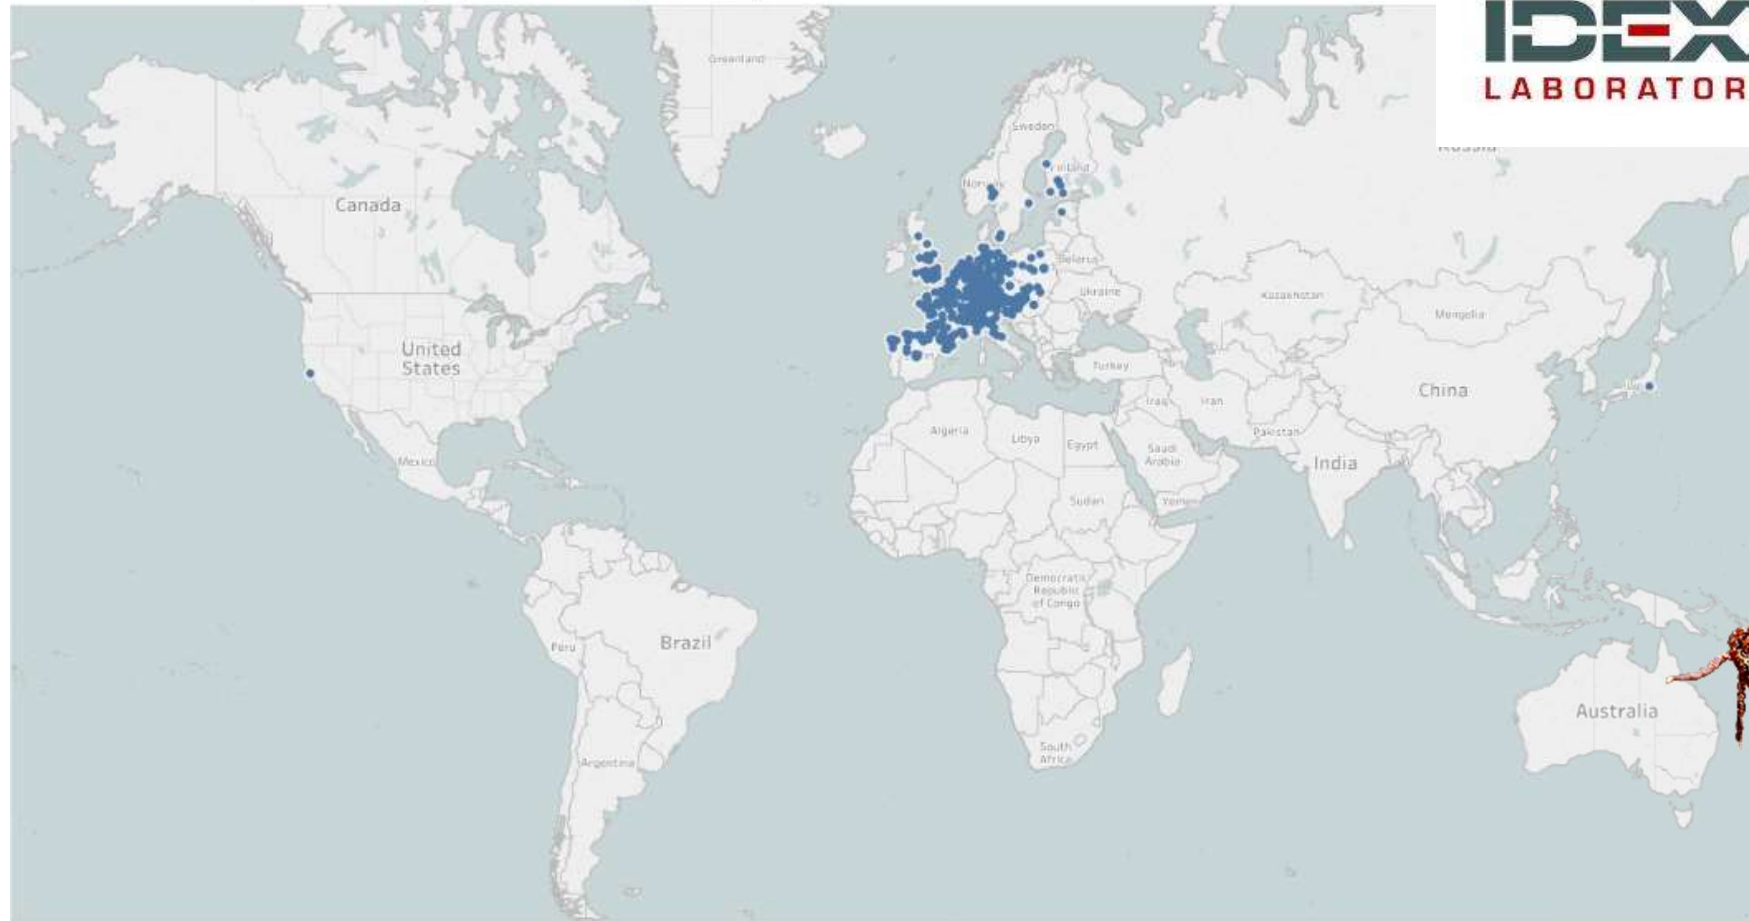 IDEX
LABORATOR
Greenland
Sweden
Finland
Norway
Russia
Canada
Belarus
Ukraine
Kazakhstan
Mongolia
United
States
Turkey
China
Iraq
Iran
Algeria
Libya
Egypt
Pakistan
Saudi
Arabia
India
Mexico
Sudan
Yemen
Democratic
Republic
of Congo
Brazil
Peru
Australia
South
Africa
Argentina